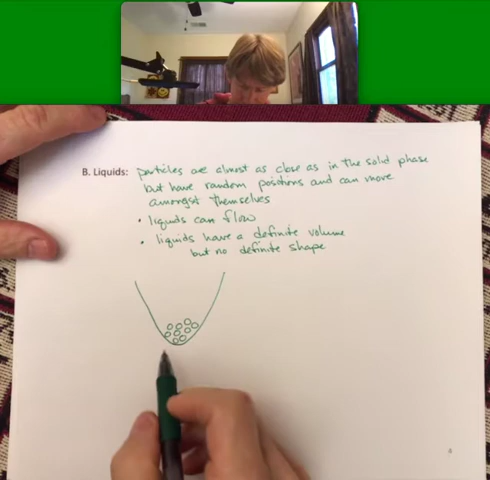 B. Liquids: particles are almost as close as in the solid phase
but have random positions and can move
amongst themselves
• liquids can flow
• liquids have a definite volume
but no definite shape